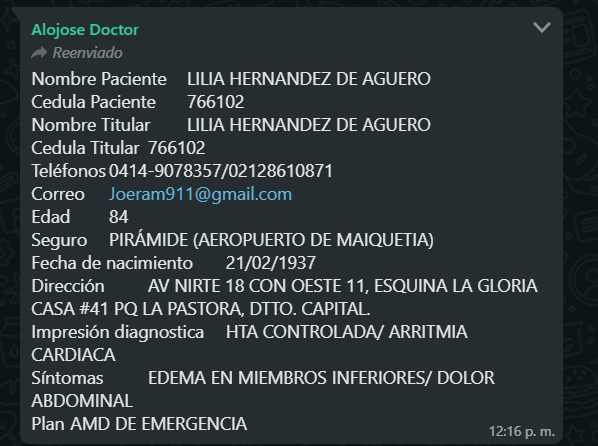 Alojose Doctor
Reenviado
Nombre Paciente LILIA HERNANDEZ DE AGUERO
Cedula Paciente 766102
Nombre Titular LILIA HERNANDEZ DE AGUERO
Cedula Titular 766102
Teléfonos 0414-9078357/02128610871
Correo Joeram911@gmail.com
Edad 84
Seguro PIRÁMIDE (AEROPUERTO DE MAIQUETIA)
Fecha de nacimiento 21/02/1937
Dirección AV NIRTE 18 CON OESTE 11, ESQUINA LA GLORIA
CASA #41 PQ LA PASTORA, DTTO. CAPITAL.
Impresión diagnostica HTA CONTROLADA/ ARRITMIA
CARDIACA
Síntomas EDEMA EN MIEMBROS INFERIORES/ DOLOR
ABDOMINAL
Plan AMD DE EMERGENCIA
12:16 p. m.